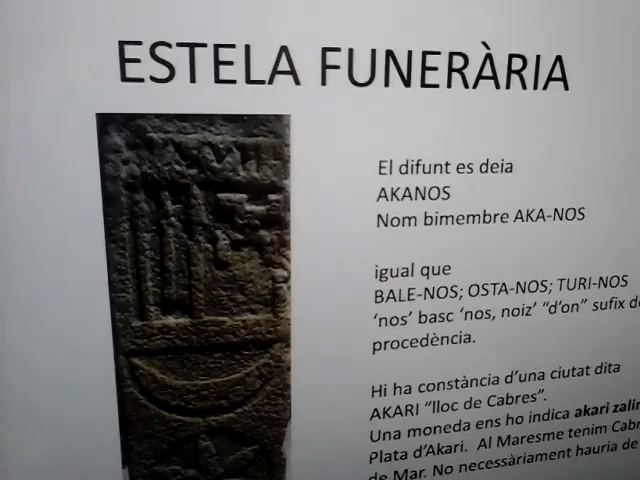 ESTELA FUNERÀRIA
El difunt es deia
AKANOS
Nom bimembre AKA-NOS
igual que
BALE-NOS; OSTA-NOS; TURI-NOS
‘nos’ basc ‘nos, noiz’ “d’on” sufix de
procedència.
Hi ha constància d’una ciutat dita
AKARI “lloc de Cabres”.
Una moneda ens ho indica akari
Plata d’Akari. Al Maresme tenim
de Mar. No necessàriament hauria de